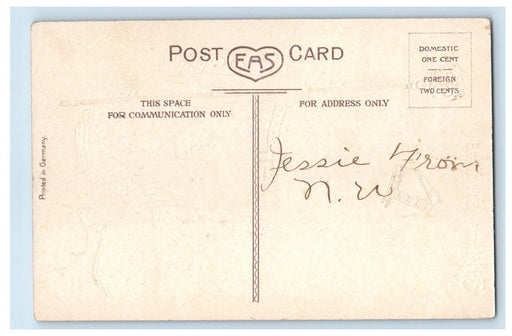 POST EAS CARD
DOMESTIC
ONE CENT
FOREIGN
TWO CENTS
THIS SPACE
FOR COMMUNICATION ONLY
FOR ADDRESS ONLY
Printed in Germany.
Jessie From
N. W